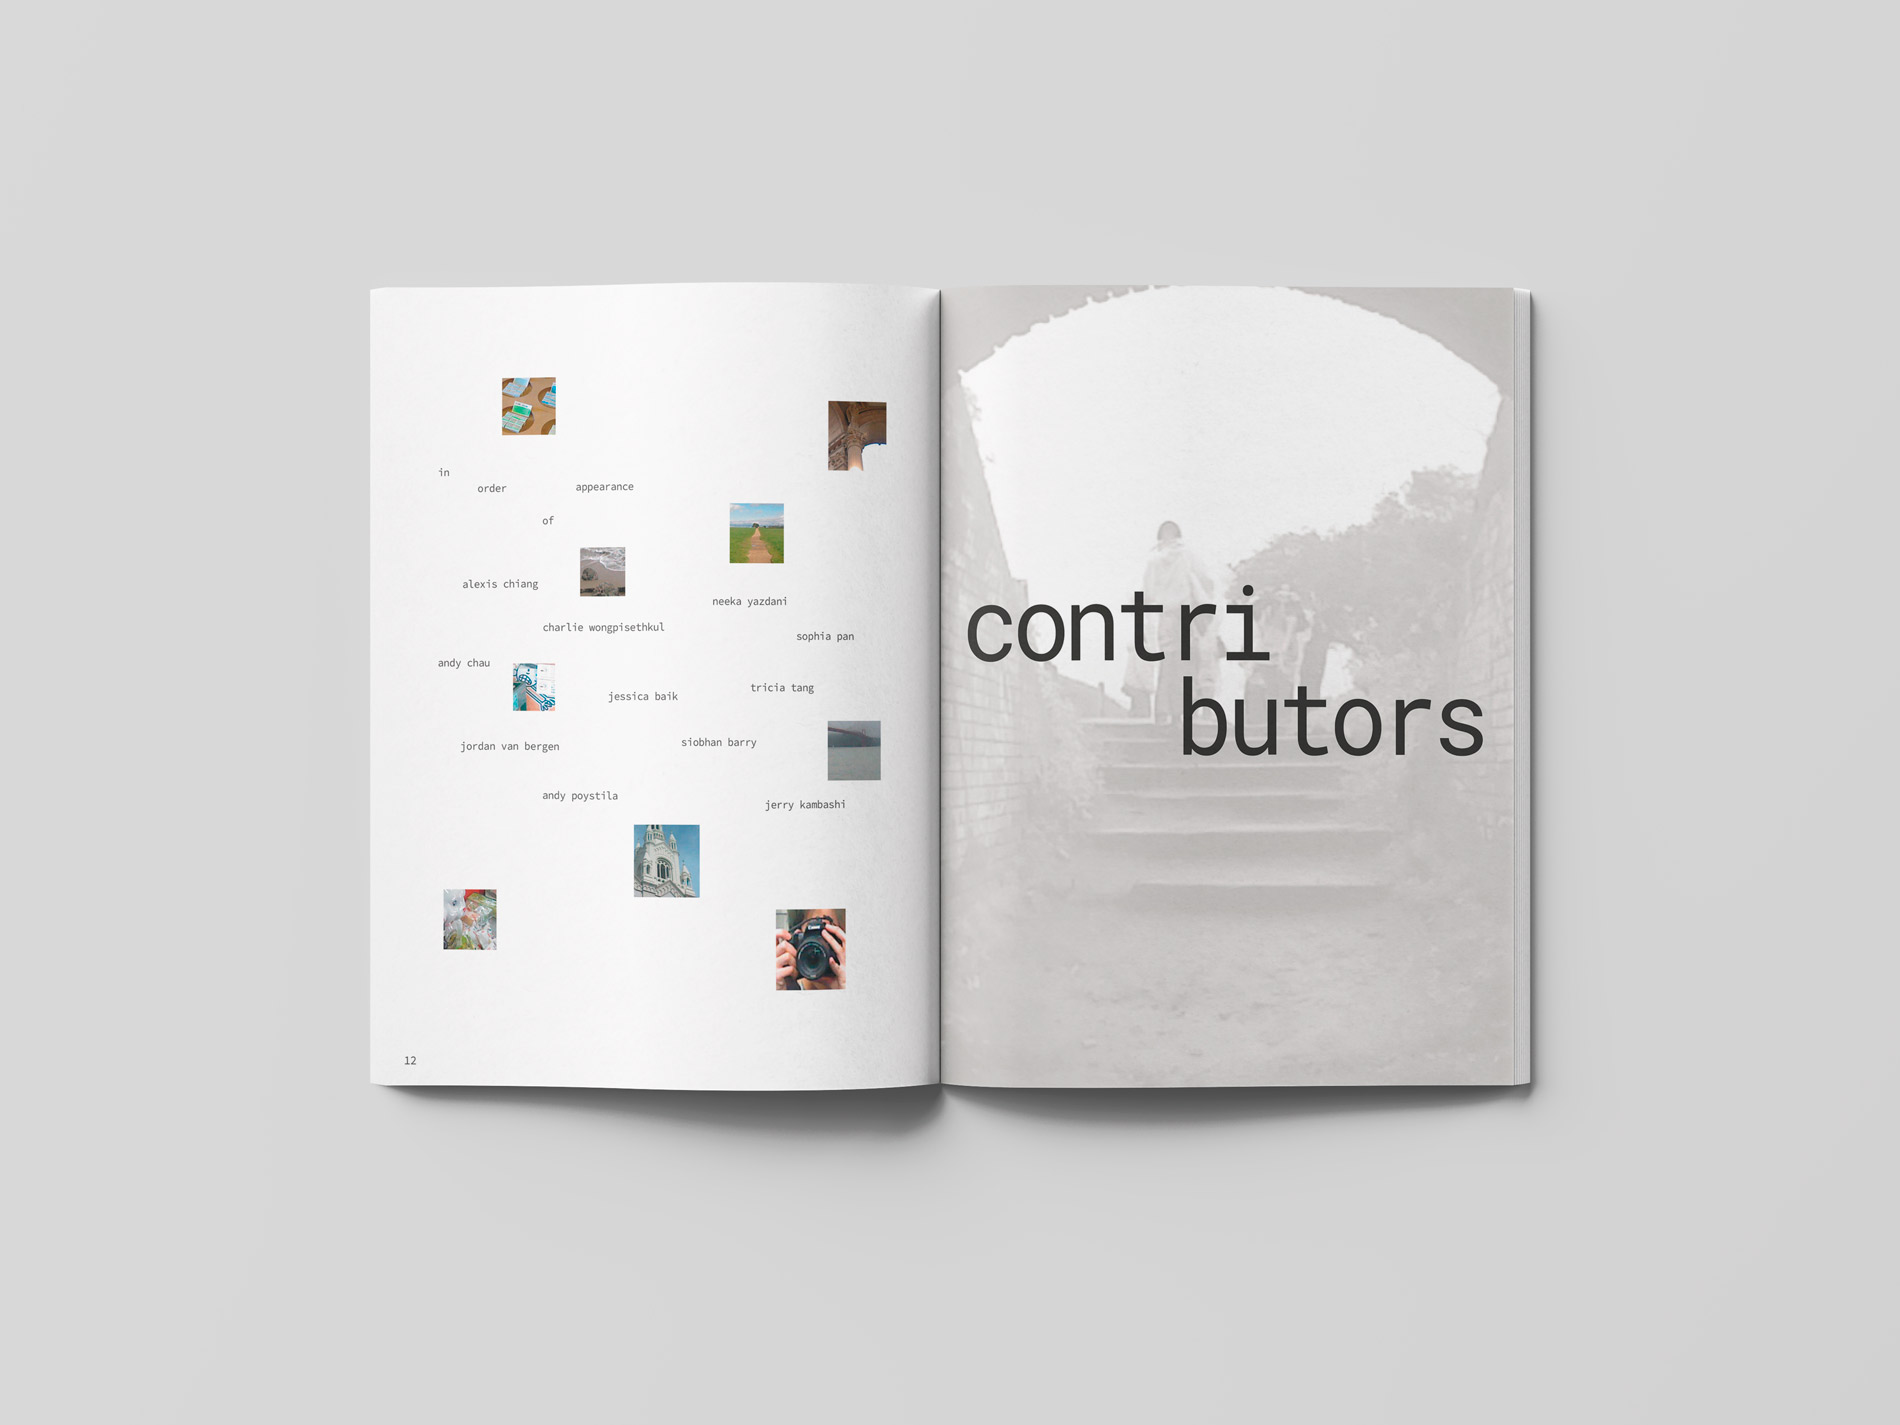 in
order
appearance
of
alexis chiang
neeka yazdani
charlie wongpisethkul
sophia pan
andy chau
jessica baik
tricia tang
jordan van bergen
siobhan barry
andy poystila
jerry kambashi
12
contri
butors